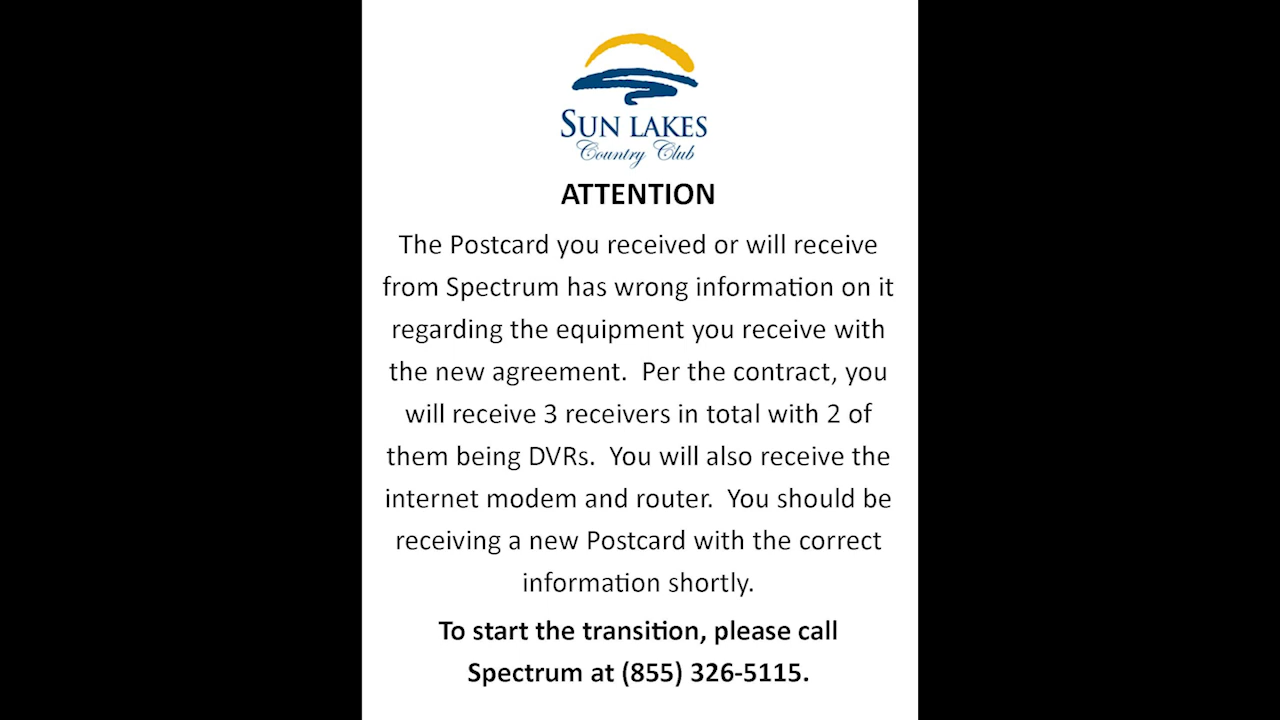 SUN LAKES
Country Club
ATTENTION
The Postcard you received or will receive
from Spectrum has wrong information on it
regarding the equipment you receive with
the new agreement.  Per the contract, you
will receive 3 receivers in total with 2 of
them being DVRs.  You will also receive the
internet modem and router.  You should be
receiving a new Postcard with the correct
information shortly.
To start the transition, please call
Spectrum at (855) 326-5115.